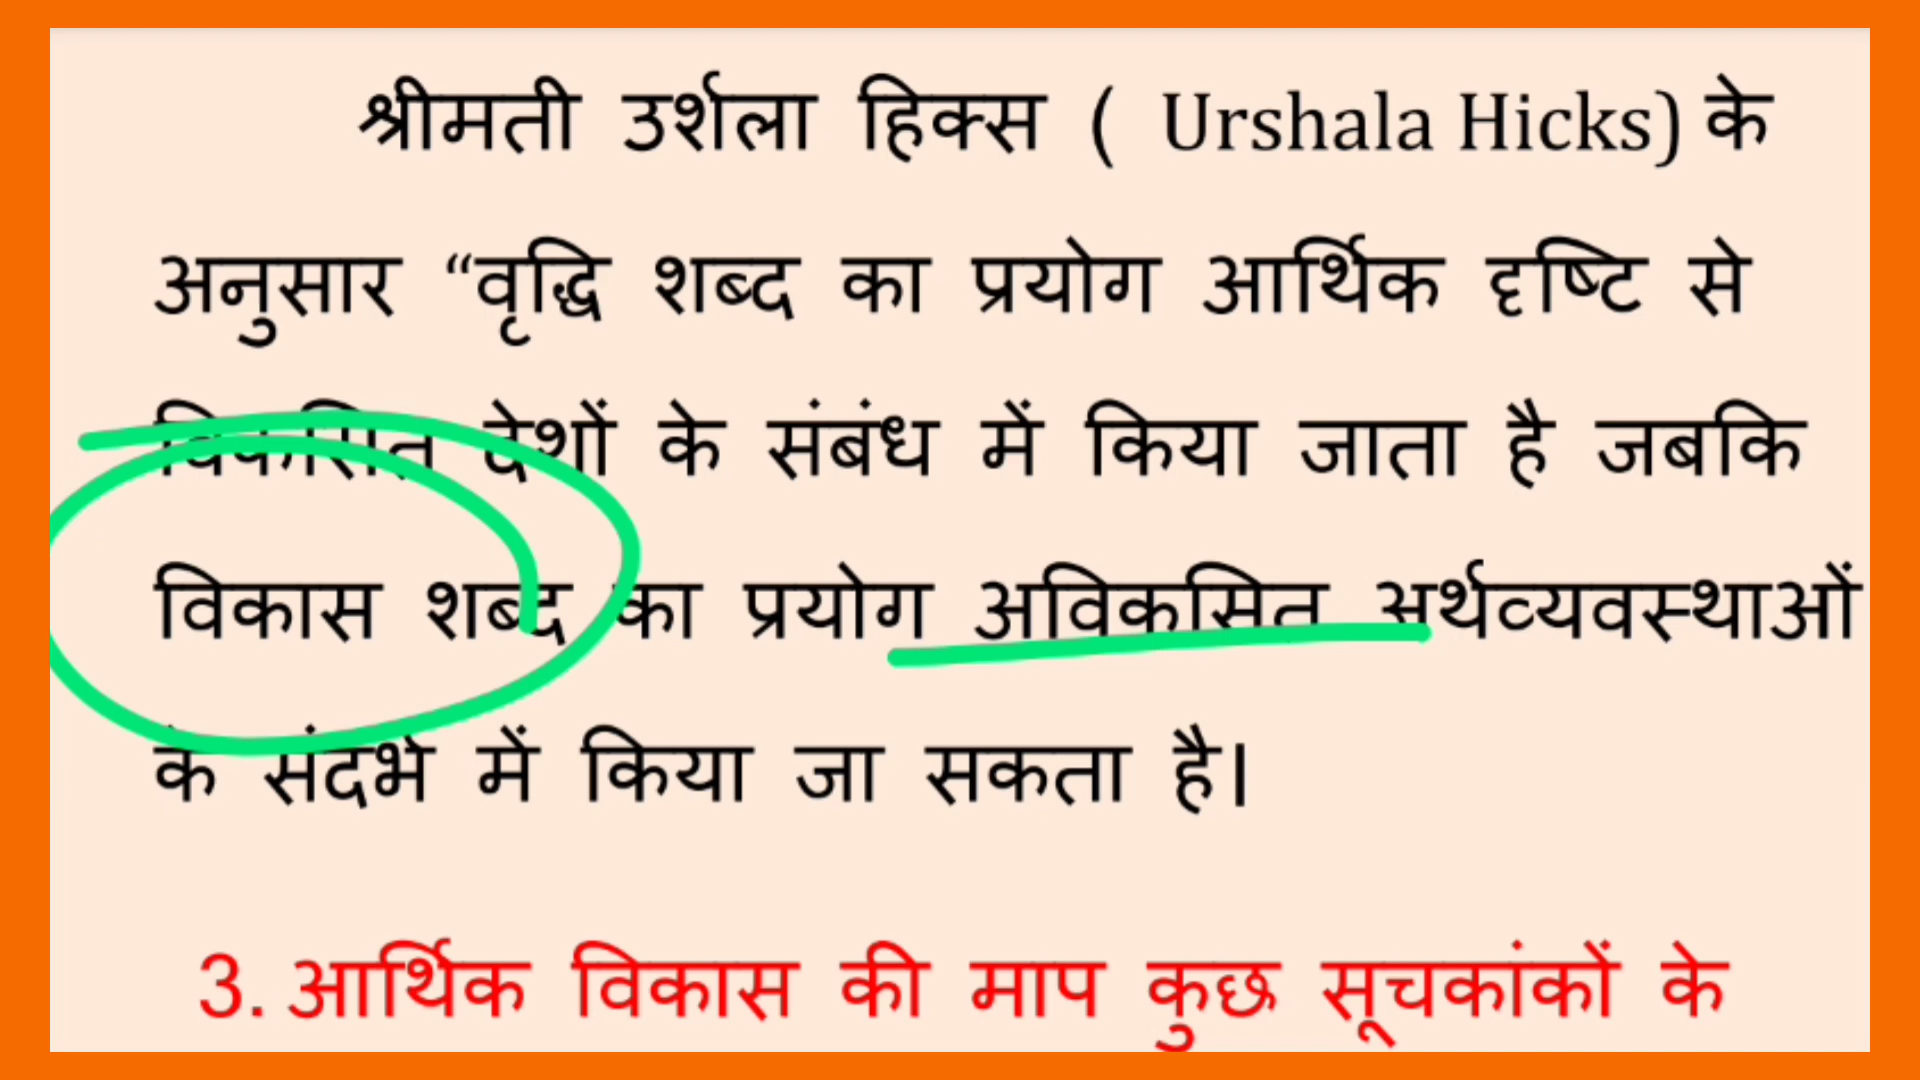 श्रीमती उर्शला हिक्स ( Urshala Hicks) के
अनुसार “वृद्धि शब्द का प्रयोग आर्थिक दृष्टि से
विकसित देशों के संबंध में किया जाता है जबकि
विकास शब्द का प्रयोग अविकसित अर्थव्यवस्थाओं
के संदर्भ में किया जा सकता है।
3. आर्थिक विकास की माप कुछ सूचकांकों के